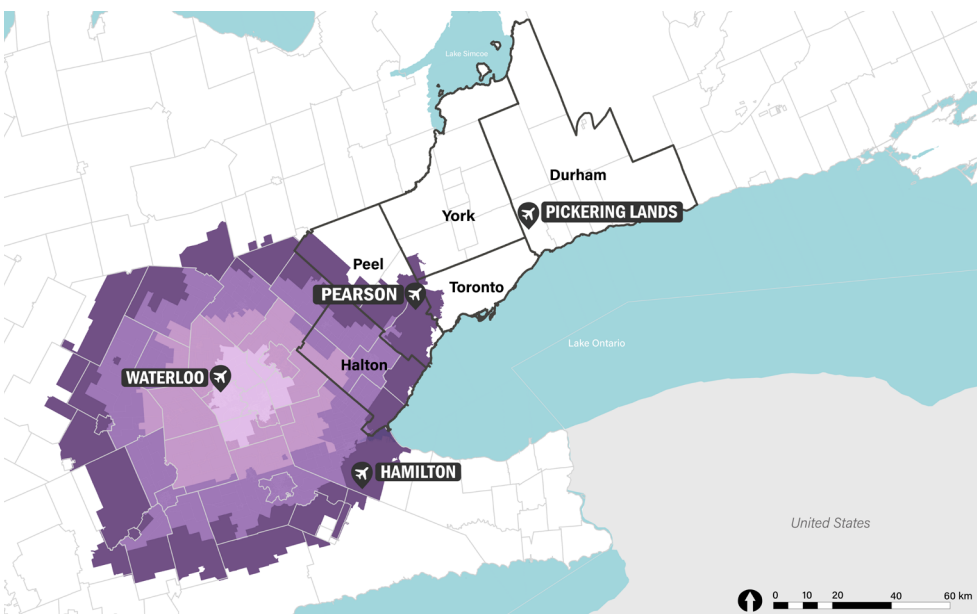 Lake Simcoe
Durham
York
PICKERING LANDS
Peel
Toronto
PEARSON
Lake Ontario
Halton
WATERLOO
HAMILTON
United States
0 10 20 40 60 km